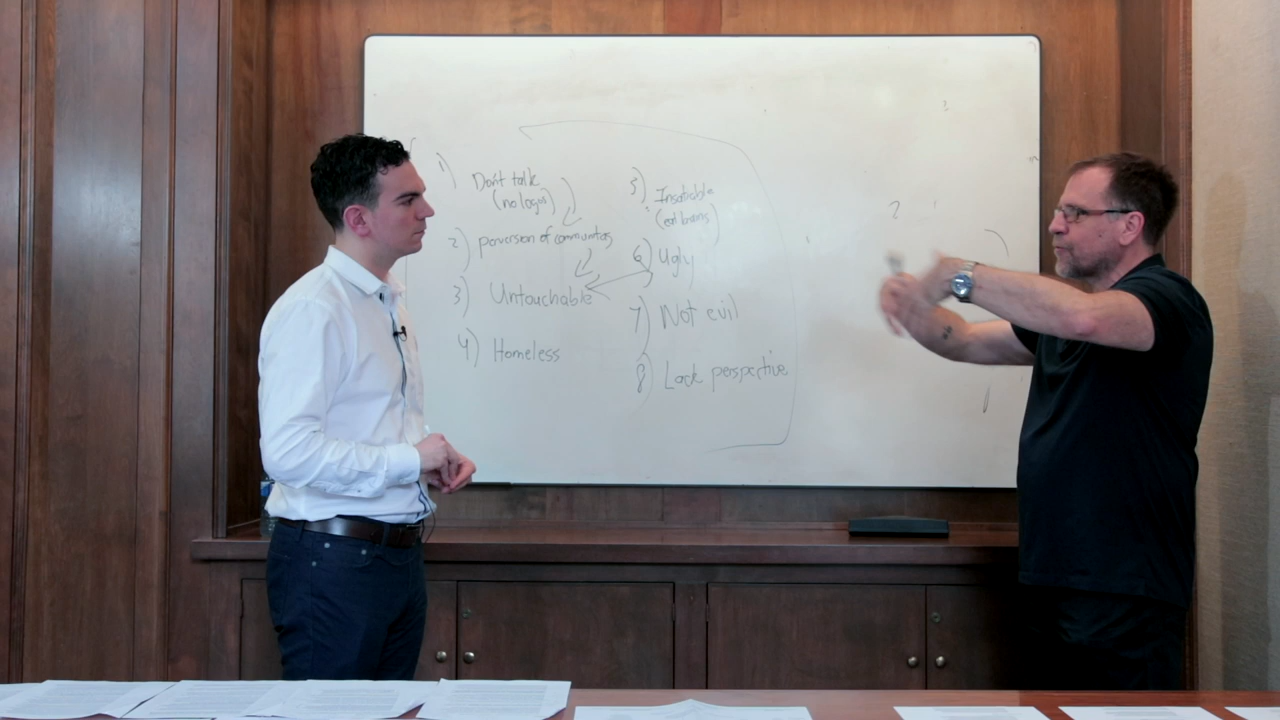 1) Don't talk
(no logos)
2) perversion of communitas
3) Untouchable
4) Homeless
5) Insatiable
(eat brains)
6) Ugly
7) Not evil
8) Lack perspective
?